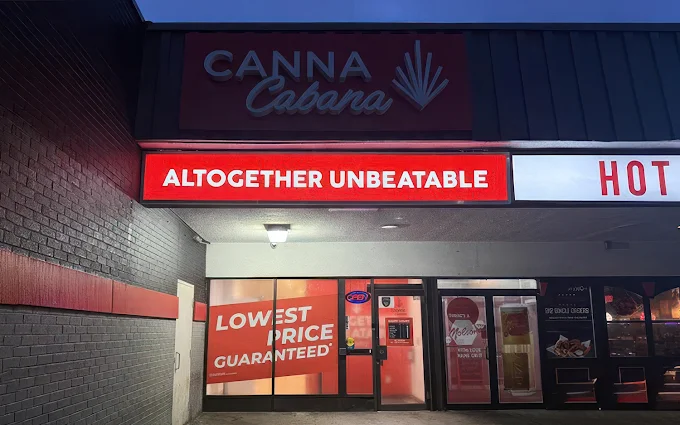 CANNA
Cabana
ALTOGETHER UNBEATABLE
HOT
LOWEST
PRICE
GUARANTEED*
OPEN